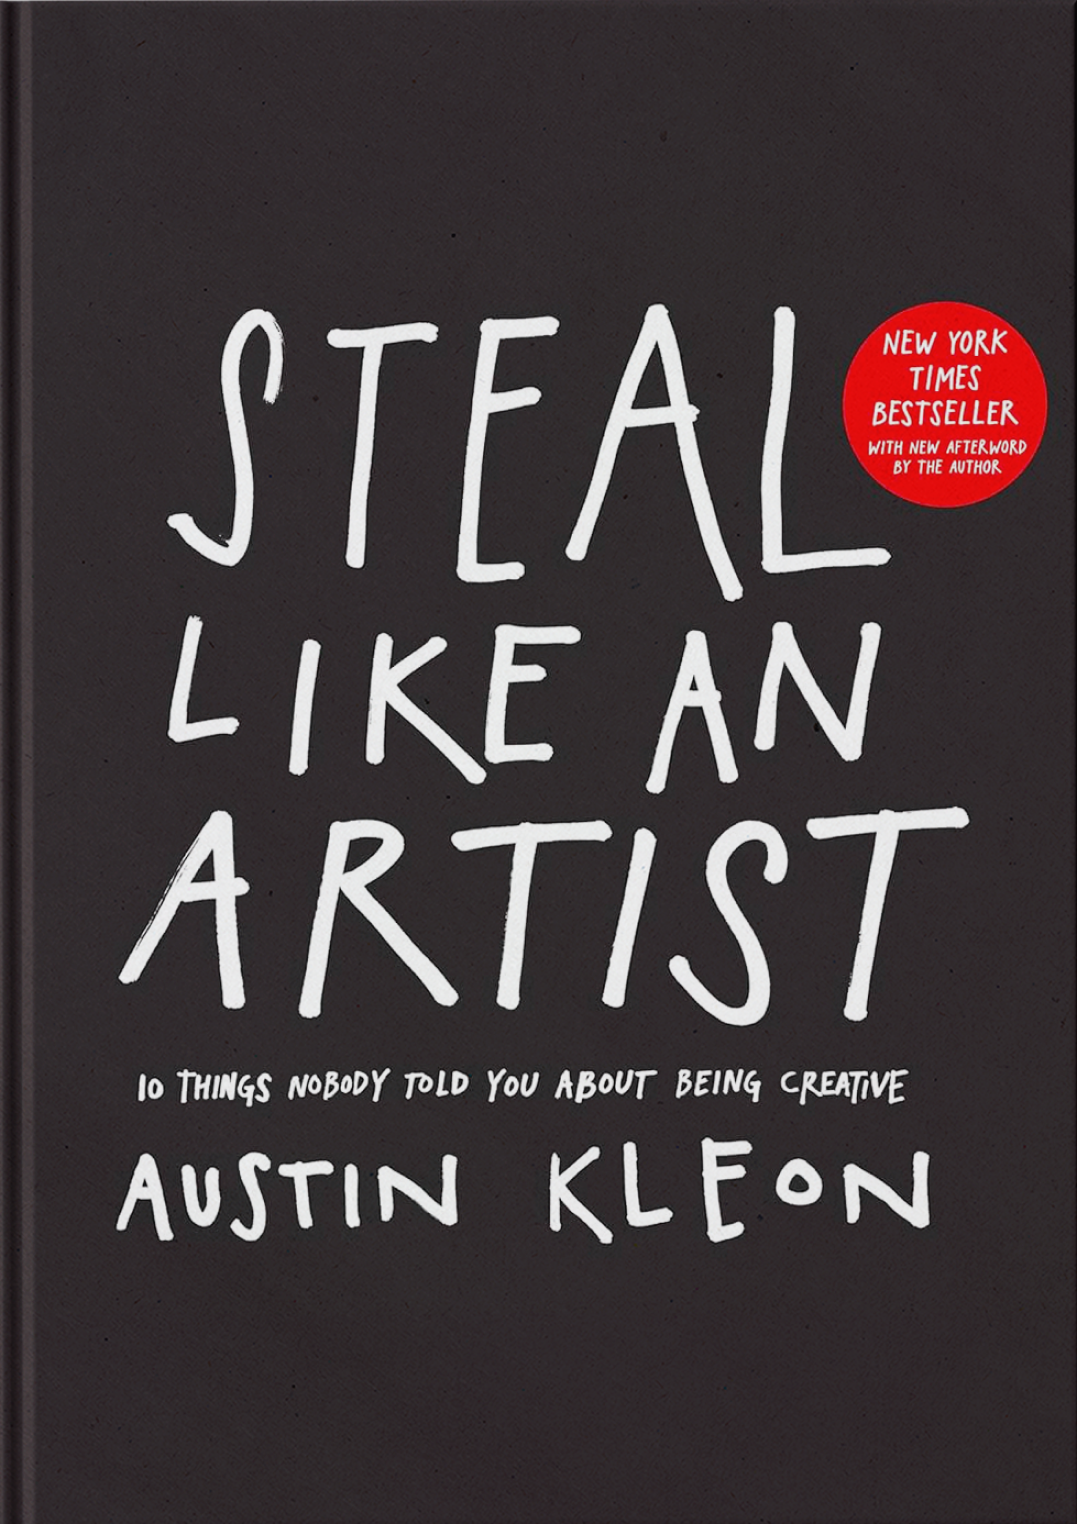 STEAL
NEW YORK
TIMES
BESTSELLER
WITH NEW AFTERWORD
BY THE AUTHOR
LIKE AN
ARTIST
10 THINGS NOBODY TOLD YOU ABOUT BEING CREATIVE
AUSTIN KLEON